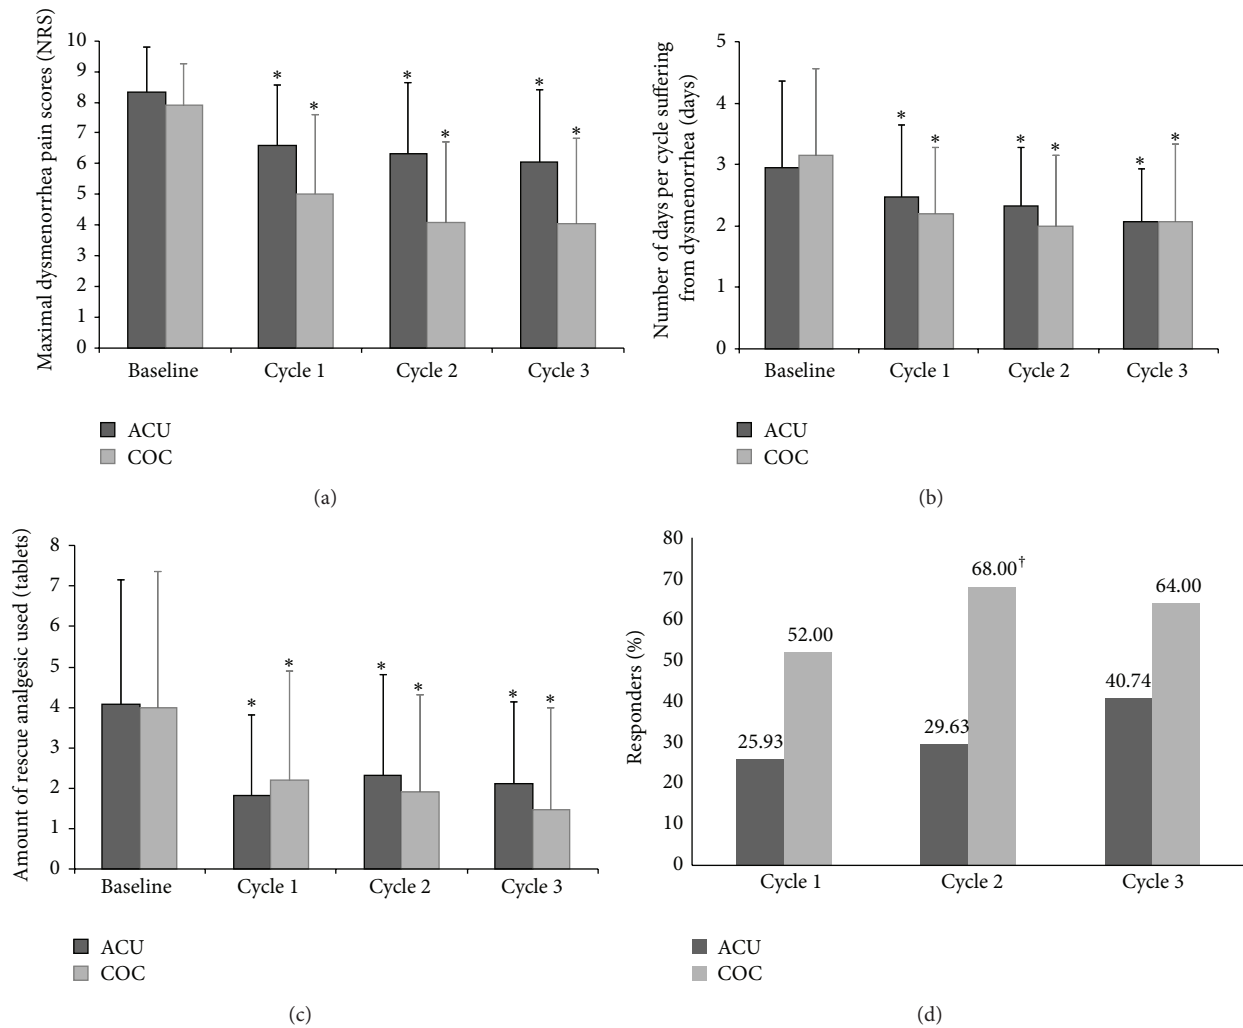 Maximal dysmenorrhea pain scores (NRS)
10
9
8
7
6
5
4
3
2
1
0
* * * * * *
Baseline Cycle 1 Cycle 2 Cycle 3
ACU
COC
(a)
Number of days per cycle suffering
from dysmenorrhea (days)
5
4
3
2
1
0
* * * * * *
Baseline Cycle 1 Cycle 2 Cycle 3
ACU
COC
(b)
Amount of rescue analgesic used (tablets)
8
7
6
5
4
3
2
1
0
* * * * * *
Baseline Cycle 1 Cycle 2 Cycle 3
ACU
COC
(c)
Responders (%)
80
70
60
50
40
30
20
10
0
25.93 52.00 29.63 68.00† 40.74 64.00
Cycle 1 Cycle 2 Cycle 3
ACU
COC
(d)